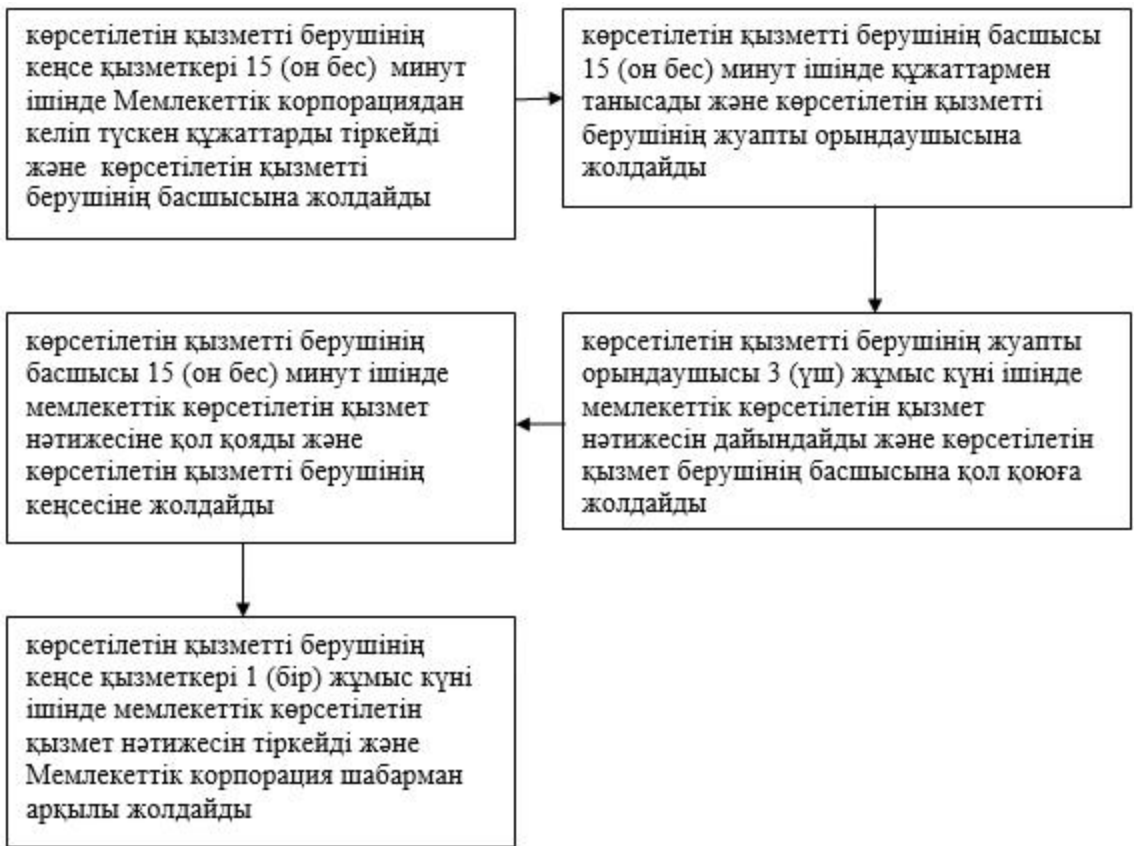 көрсетілетін қызметті берушінің
кеңсе қызметкері 15 (он бес) минут
ішінде Мемлекеттік корпорациядан
келіп түскен құжаттарды тіркейді
және көрсетілетін қызметті
берушінің басшысына жолдайды
көрсетілетін қызметті берушінің басшысы
15 (он бес) минут ішінде құжаттармен
танысады және көрсетілетін қызметті
берушінің жуапты орындаушысына
жолдайды
көрсетілетін қызметті берушінің жуапты
орындаушысы 3 (үш) жұмыс күні ішінде
мемлекеттік көрсетілетін қызмет
нәтижесін дайындайды және көрсетілетін
қызмет берушінің басшысына қол қоюға
жолдайды
көрсетілетін қызметті берушінің
басшысы 15 (он бес) минут ішінде
мемлекеттік көрсетілетін қызмет
нәтижесіне қол қояды және
көрсетілетін қызметті берушінің
кеңсесіне жолдайды
көрсетілетін қызметті берушінің
кеңсе қызметкері 1 (бір) жұмыс күні
ішінде мемлекеттік көрсетілетін
қызмет нәтижесін тіркейді және
Мемлекеттік корпорация шабарман
арқылы жолдайды